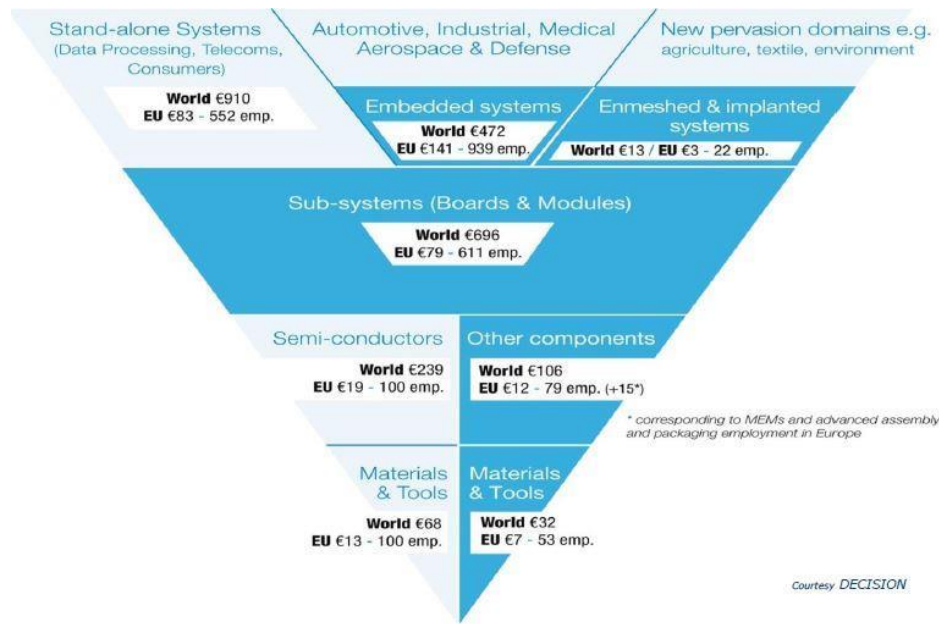 Stand-alone Systems
(Data Processing, Telecoms,
Consumers)
World €910
EU €83 - 552 emp.
Automotive, Industrial, Medical
Aerospace & Defense
Embedded systems
World €472
EU €141 - 939 emp.
New pervasion domains e.g.
agriculture, textile, environment
Enmeshed & implanted
systems
World €13 / EU €3 - 22 emp.
Sub-systems (Boards & Modules)
World €696
EU €79 - 611 emp.
Semi-conductors
World €239
EU €19 - 100 emp.
Other components
World €106
EU €12 - 79 emp. (+15*)
* corresponding to MEMs and advanced assembly
and packaging employment in Europe
Materials
& Tools
World €68
EU €13 - 100 emp.
Materials
& Tools
World €32
EU €7 - 53 emp.
Courtesy DECISION